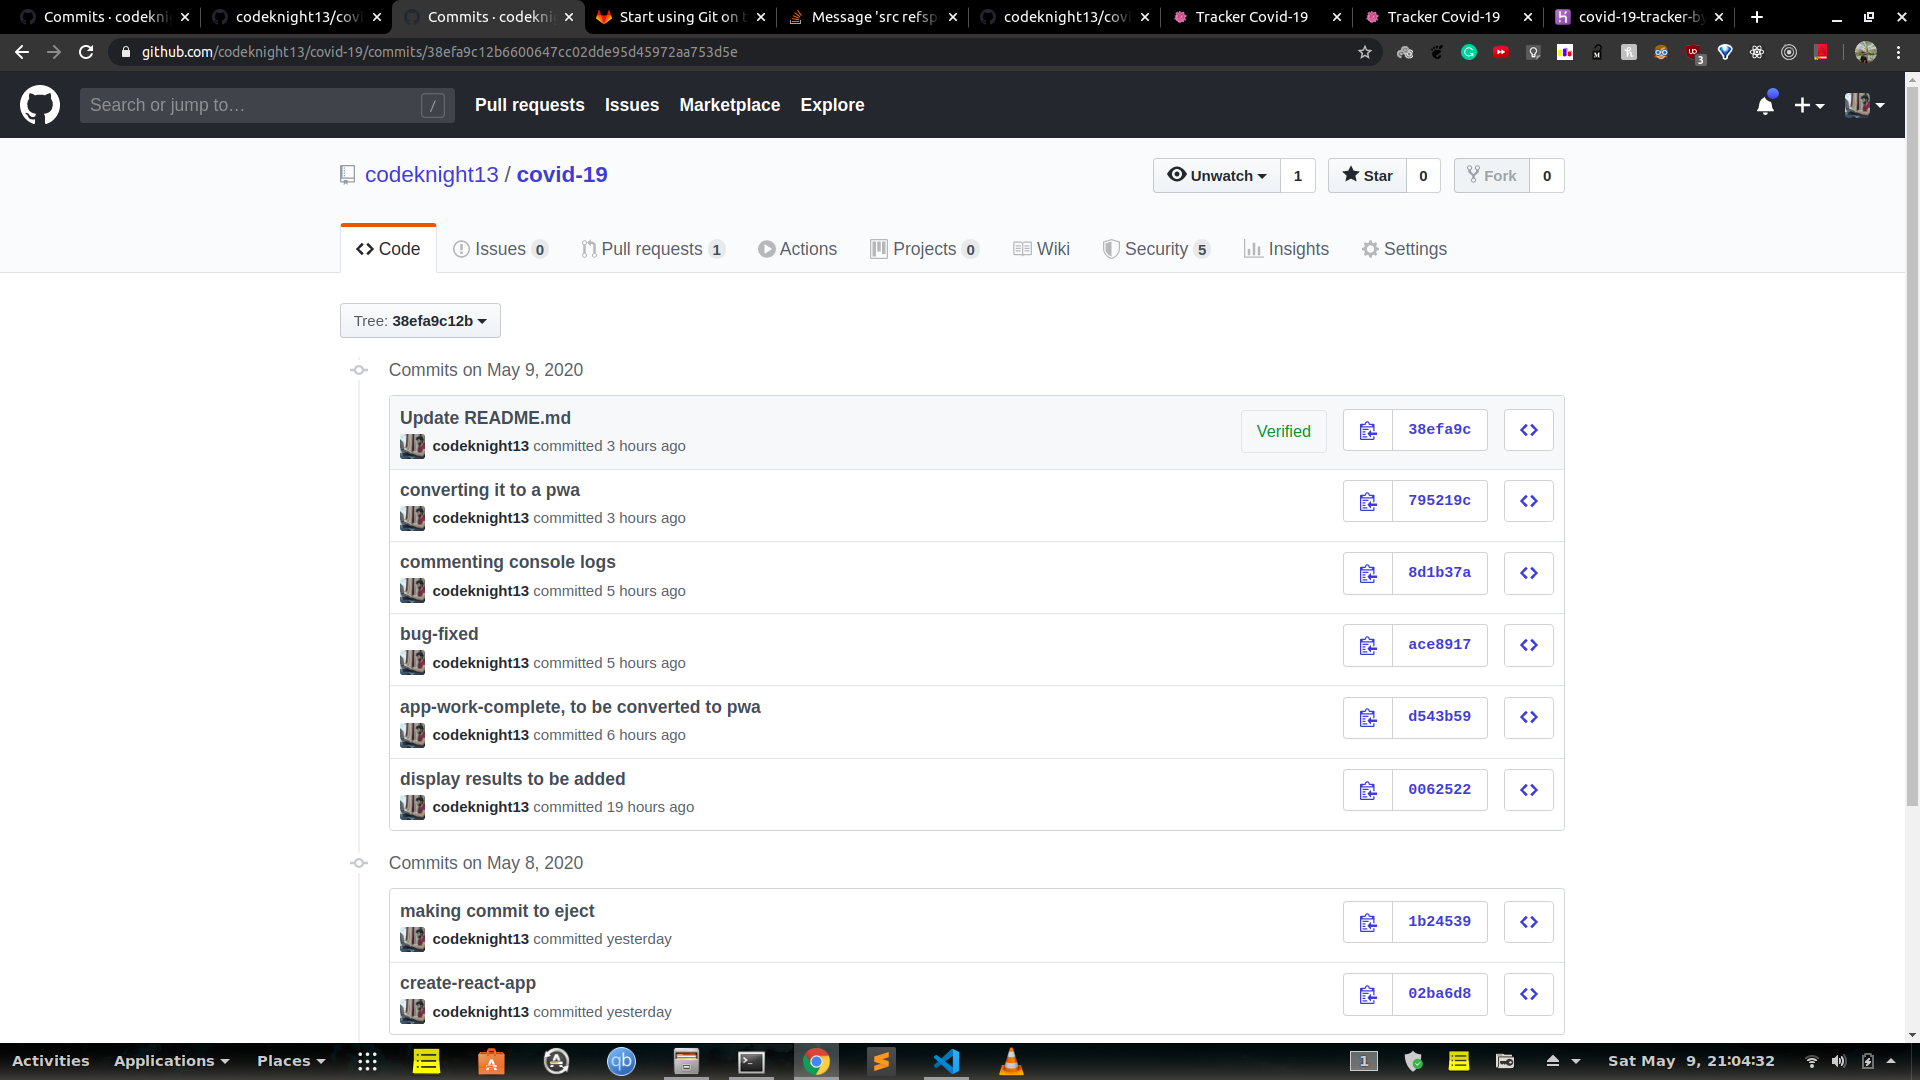 Commits · codekni
codeknight13/covi
Commits · codekni
Start using Git on t
Message 'src refsp
codeknight13/covi
Tracker Covid-19
Tracker Covid-19
covid-19-tracker-by
github.com/codeknight13/covid-19/commits/38efa9c12b6600647cc02dde95d45972aa753d5e
3
Search or jump to…
/
Pull requests
Issues
Marketplace
Explore
codeknight13 / covid-19
Unwatch 1
Star 0
Fork 0
Code
Issues 0
Pull requests 1
Actions
Projects 0
Wiki
Security 5
Insights
Settings
Tree: 38efa9c12b
Commits on May 9, 2020
Update README.md
codeknight13 committed 3 hours ago
Verified
38efa9c
converting it to a pwa
codeknight13 committed 3 hours ago
795219c
commenting console logs
codeknight13 committed 5 hours ago
8d1b37a
bug-fixed
codeknight13 committed 5 hours ago
ace8917
app-work-complete, to be converted to pwa
codeknight13 committed 6 hours ago
d543b59
display results to be added
codeknight13 committed 19 hours ago
0062522
Commits on May 8, 2020
making commit to eject
codeknight13 committed yesterday
1b24539
create-react-app
codeknight13 committed yesterday
02ba6d8
Activities
Applications
Places
qb
1
Sat May 9, 21:04:32